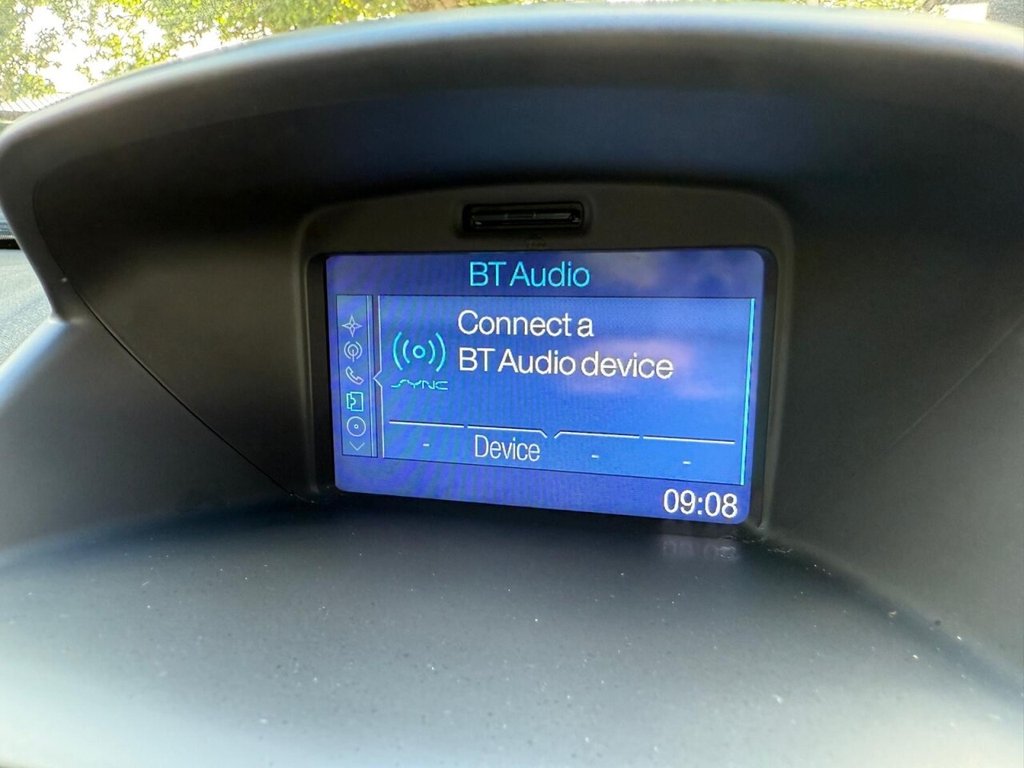 BT Audio
Connect a
BT Audio device
SYNC
- Device - -
09:08